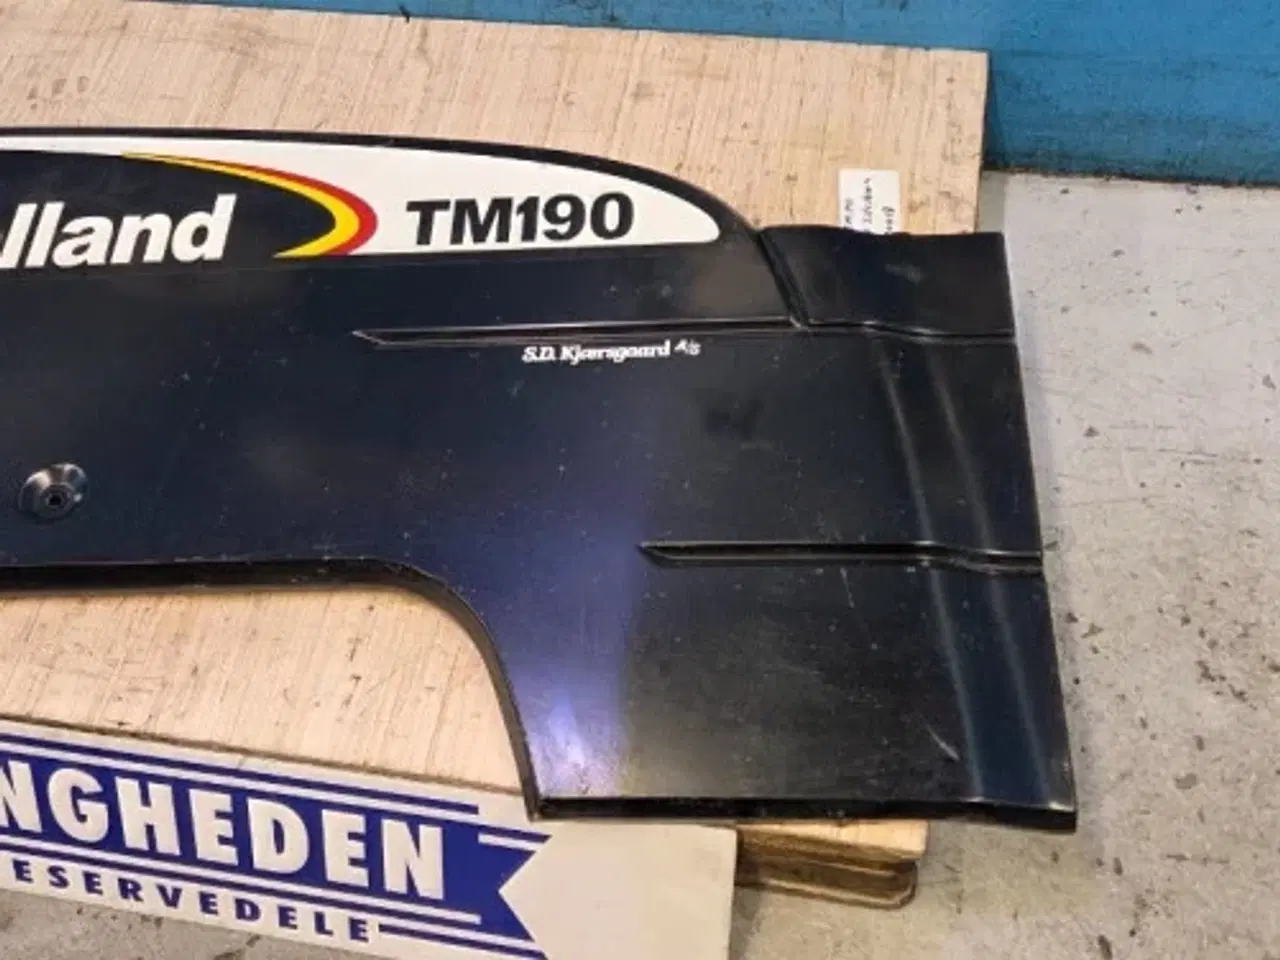 lland
TM190
S.D. Kjærsgaard A/S
NGHEDEN
ESERVEDELE